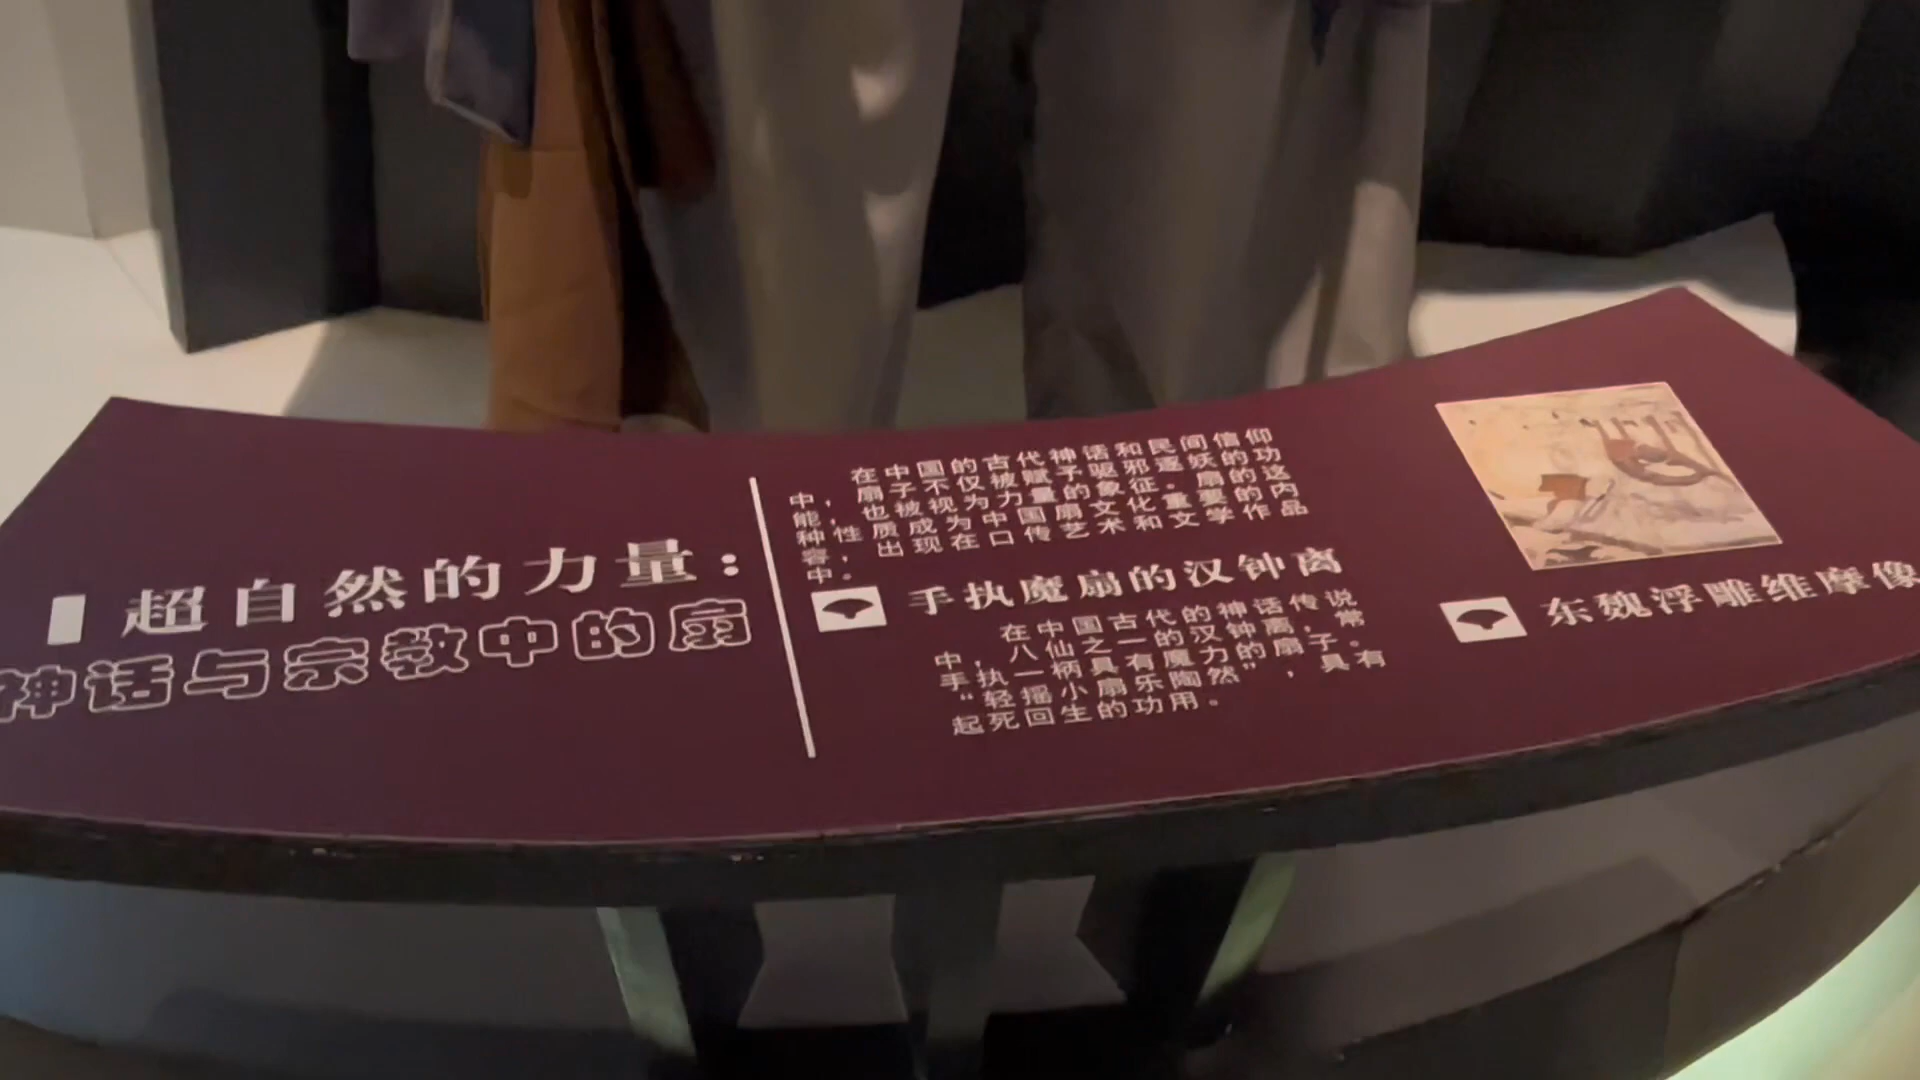 超自然的力量：
神话与宗教中的扇
在中国的古代神话和民间信仰
中，扇子不仅被赋予驱邪逐妖的功
能，也被视为力量的象征。扇的这
种性质成为中国扇文化重要的内
容，出现在口传艺术和文学作品
中。
手执魔扇的汉钟离
在中国古代的神话传说
中，八仙之一的汉钟离，常
手执一柄具有魔力的扇子。
“轻摇小扇乐陶然”，具有
起死回生的功用。
东魏浮雕维摩像